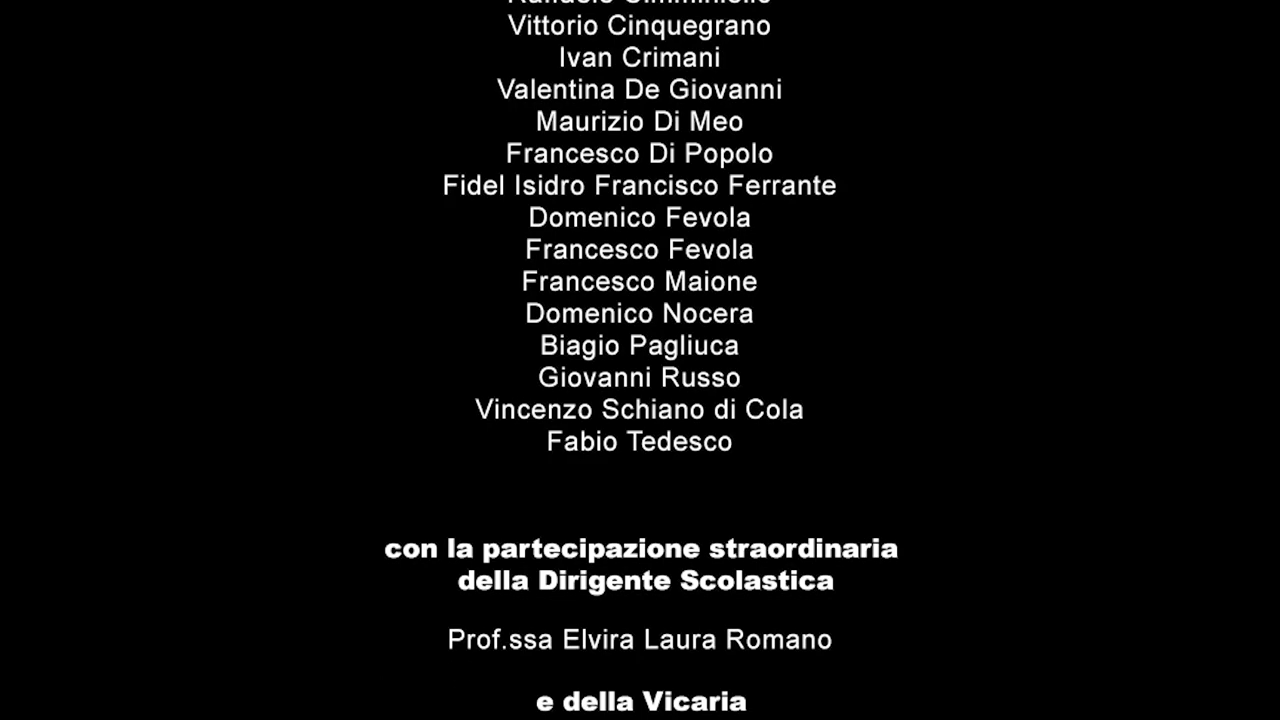 Vittorio Cinquegrano
Ivan Crimani
Valentina De Giovanni
Maurizio Di Meo
Francesco Di Popolo
Fidel Isidro Francisco Ferrante
Domenico Fevola
Francesco Fevola
Francesco Maione
Domenico Nocera
Biagio Pagliuca
Giovanni Russo
Vincenzo Schiano di Cola
Fabio Tedesco
con la partecipazione straordinaria
della Dirigente Scolastica
Prof.ssa Elvira Laura Romano
e della Vicaria